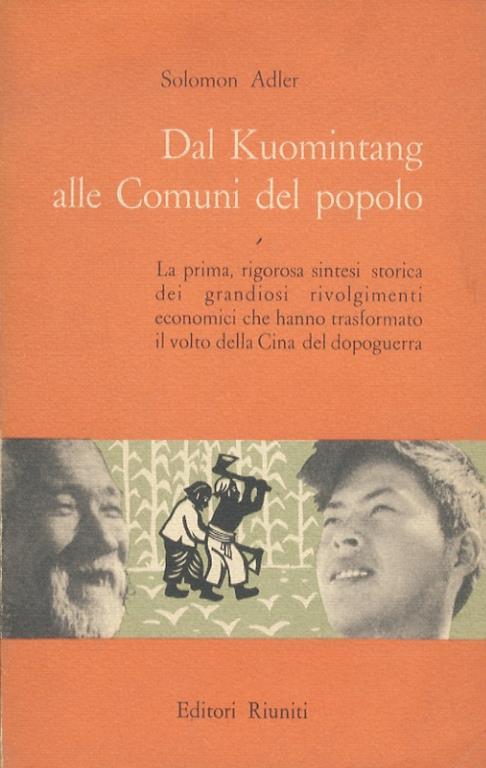 Solomon Adler
Dal Kuomintang
alle Comuni del popolo
La prima, rigorosa sintesi storica
dei grandiosi rivolgimenti
economici che hanno trasformato
il volto della Cina del dopoguerra
Editori Riuniti